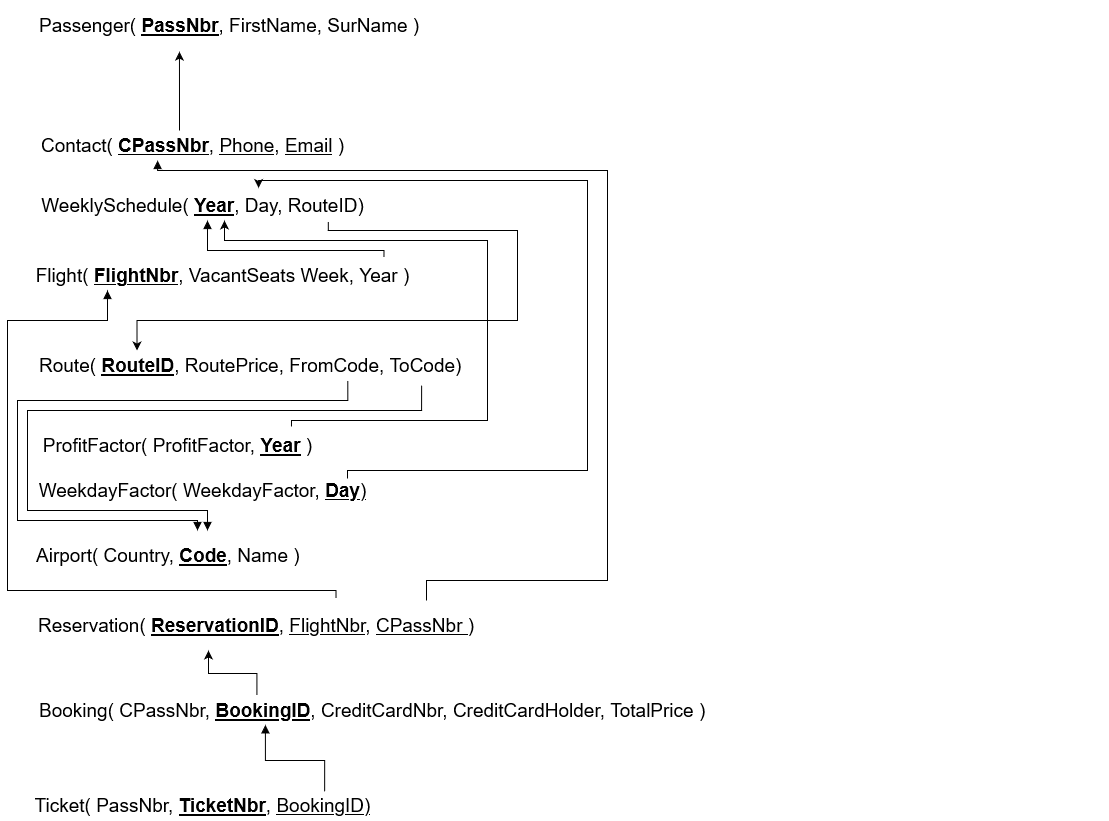 Passenger( PassNbr, FirstName, SurName )
Contact( CPassNbr, Phone, Email )
WeeklySchedule( Year, Day, RouteID)
Flight( FlightNbr, VacantSeats Week, Year )
Route( RouteID, RoutePrice, FromCode, ToCode)
ProfitFactor( ProfitFactor, Year )
WeekdayFactor( WeekdayFactor, Day)
Airport( Country, Code, Name )
Reservation( ReservationID, FlightNbr, CPassNbr )
Booking( CPassNbr, BookingID, CreditCardNbr, CreditCardHolder, TotalPrice )
Ticket( PassNbr, TicketNbr, BookingID)